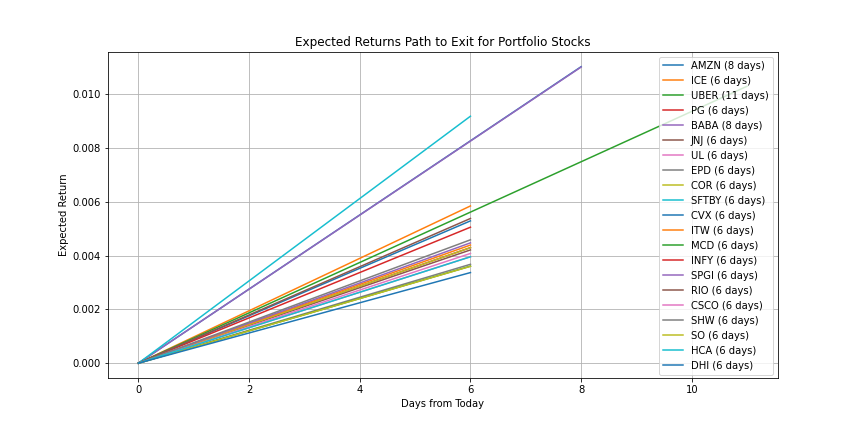 Expected Returns Path to Exit for Portfolio Stocks
Expected Return
0.010
0.008
0.006
0.004
0.002
0.000
AMZN (8 days)
ICE (6 days)
UBER (11 days)
PG (6 days)
BABA (8 days)
JNJ (6 days)
UL (6 days)
EPD (6 days)
COR (6 days)
SFTBY (6 days)
CVX (6 days)
ITW (6 days)
MCD (6 days)
INFY (6 days)
SPGI (6 days)
RIO (6 days)
CSCO (6 days)
SHW (6 days)
SO (6 days)
HCA (6 days)
DHI (6 days)
0 2 4 6 8 10
Days from Today